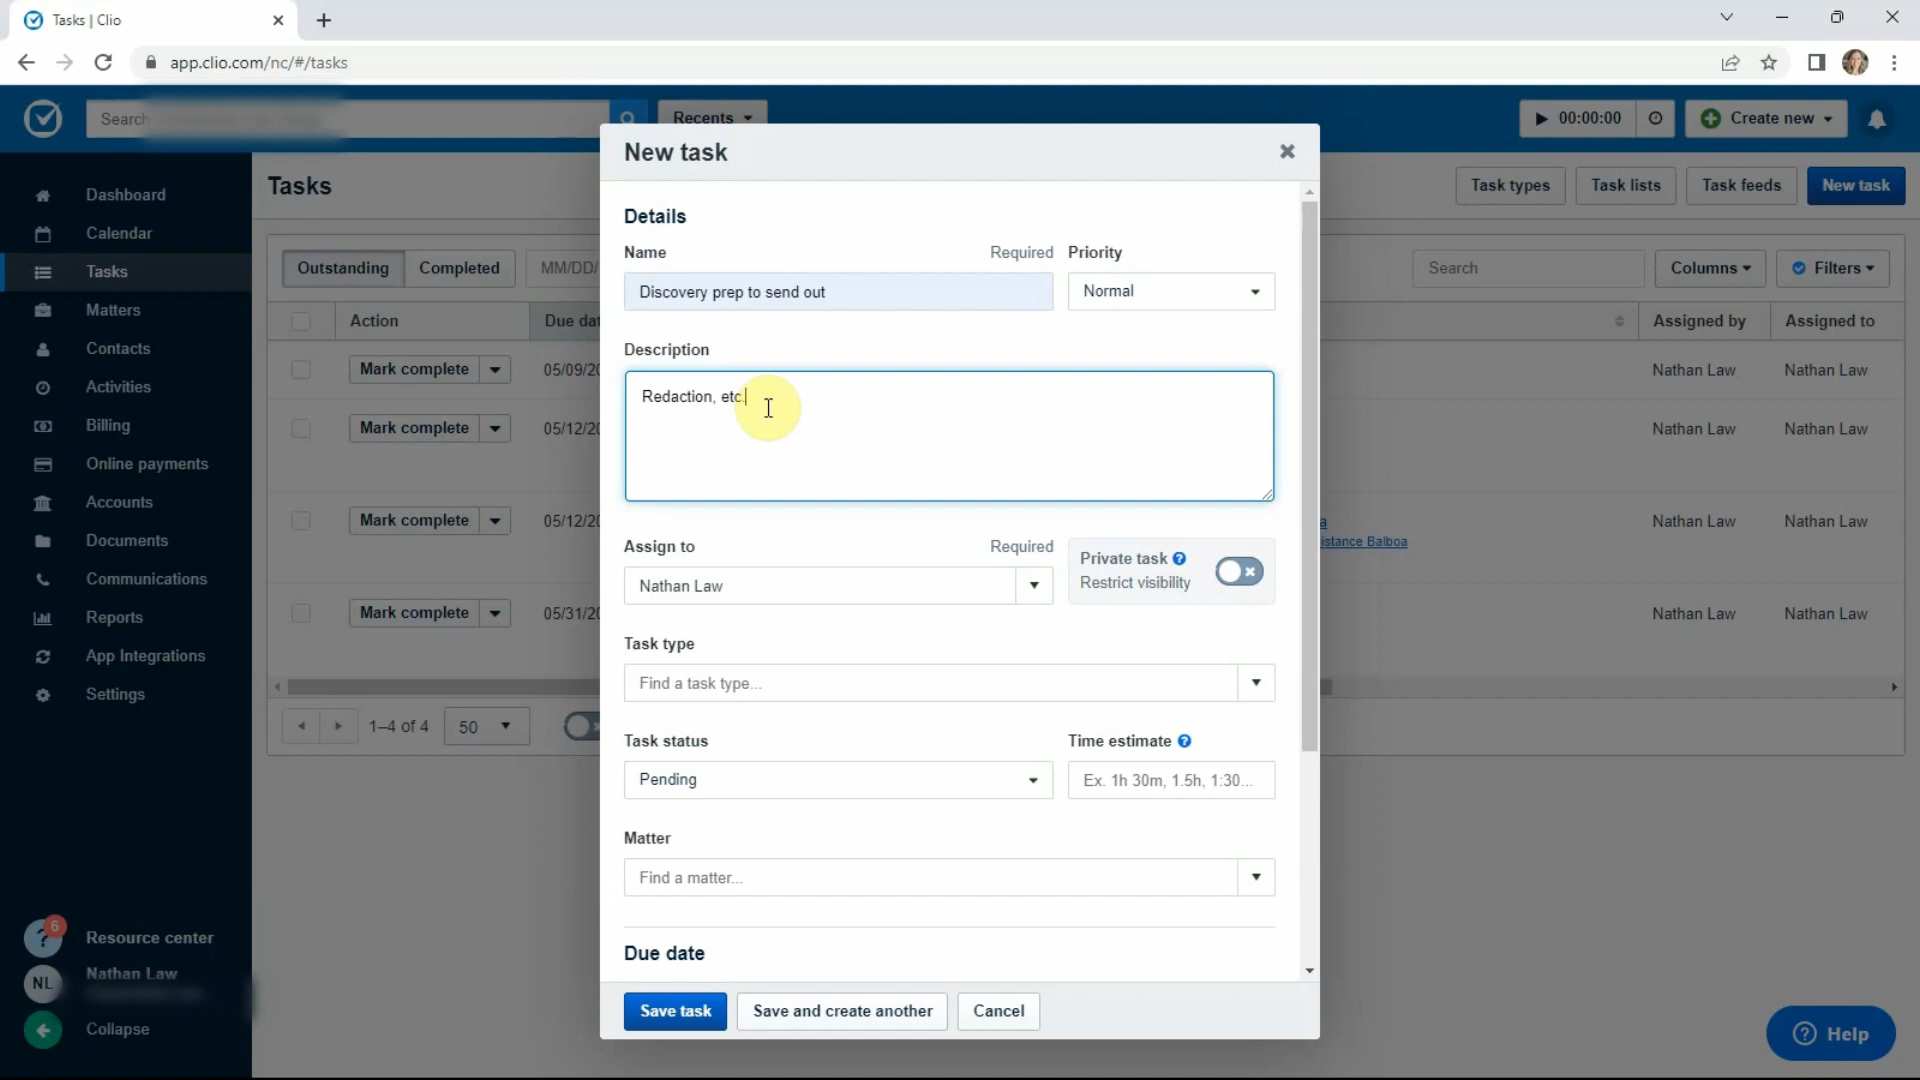 Tasks | Clio
app.clio.com/nc/#/tasks
Search
Recents
00:00:00
Create new
Dashboard
Calendar
Tasks
Matters
Contacts
Activities
Billing
Online payments
Accounts
Documents
Communications
Reports
App Integrations
Settings
6
?
Resource center
NL
Nathan Law
Collapse
Tasks
Task types
Task lists
Task feeds
New task
Outstanding
Completed
MM/DD/
Search
Columns
Filters
Action
Due dat
Assigned by
Assigned to
Mark complete
05/09/20
Nathan Law
Nathan Law
Mark complete
05/12/20
Nathan Law
Nathan Law
Mark complete
05/12/20
a
istance Balboa
Nathan Law
Nathan Law
Mark complete
05/31/20
Nathan Law
Nathan Law
1–4 of 4
50
New task
Details
Name
Required
Priority
Discovery prep to send out
Normal
Description
Redaction, etc.
Assign to
Required
Nathan Law
Private task ?
Restrict visibility
Task type
Find a task type...
Task status
Time estimate ?
Pending
Ex. 1h 30m, 1.5h, 1:30...
Matter
Find a matter...
Due date
Save task
Save and create another
Cancel
? Help